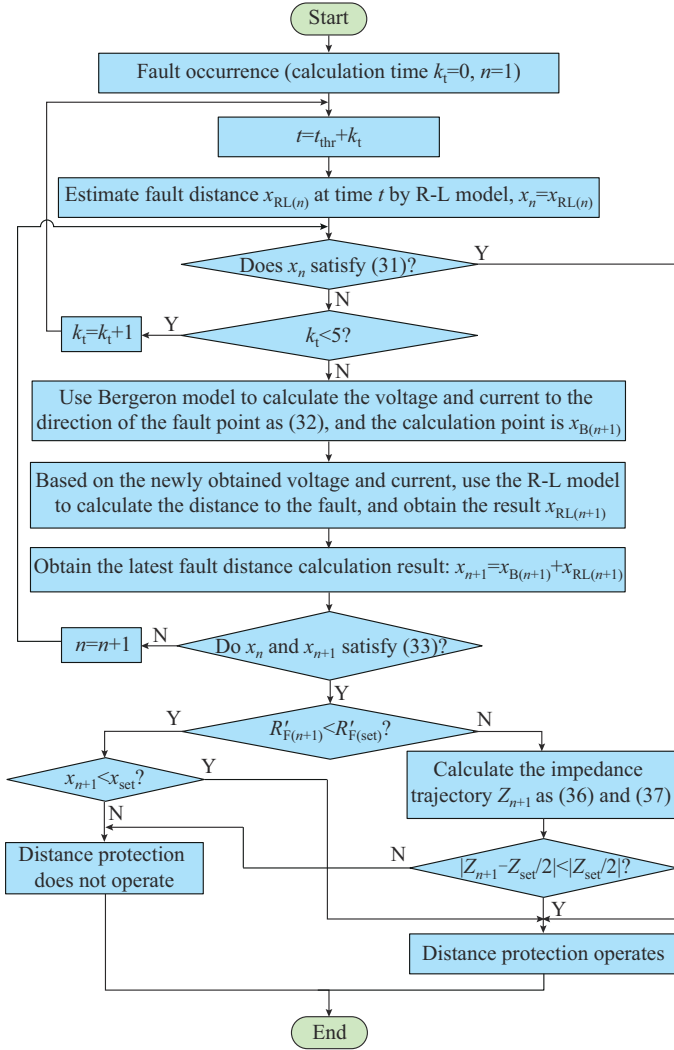 Start
Fault occurrence (calculation time kt=0, n=1)
t=tthr+kt
Estimate fault distance xRL(n) at time t by R-L model, xn=xRL(n)
Does xn satisfy (31)?
Y
N
kt=kt+1
Y
kt<5?
N
Use Bergeron model to calculate the voltage and current to the
direction of the fault point as (32), and the calculation point is xB(n+1)
Based on the newly obtained voltage and current, use the R-L model
to calculate the distance to the fault, and obtain the result xRL(n+1)
Obtain the latest fault distance calculation result: xn+1=xB(n+1)+xRL(n+1)
n=n+1
N
Do xn and xn+1 satisfy (33)?
Y
Y
R′F(n+1)<R′F(set)?
N
xn+1<xset?
Y
Calculate the impedance
trajectory Zn+1 as (36) and (37)
N
Distance protection
does not operate
N
|Zn+1−Zset/2|<|Zset/2|?
Y
Distance protection operates
End